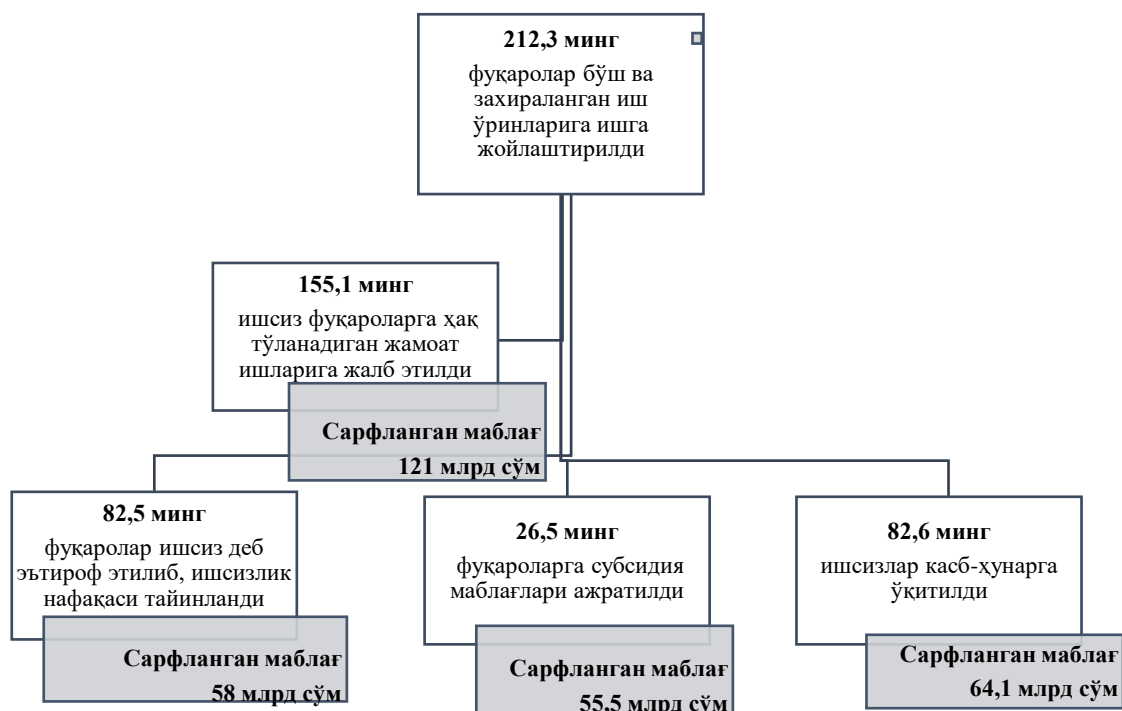 212,3 минг
фуқаролар бўш ва
захираланган иш
ўринларига ишга
жойлаштирилди
155,1 минг
ишсиз фуқароларга ҳақ
тўланадиган жамоат
ишларига жалб этилди
Сарфланган маблағ
121 млрд сўм
82,5 минг
фуқаролар ишсиз деб
эътироф этилиб, ишсизлик
нафақаси тайинланди
Сарфланган маблағ
58 млрд сўм
26,5 минг
фуқароларга субсидия
маблағлари ажратилди
Сарфланган маблағ
55,5 млрд сўм
82,6 минг
ишсизлар касб-ҳунарга
ўқитилди
Сарфланган маблағ
64,1 млрд сўм